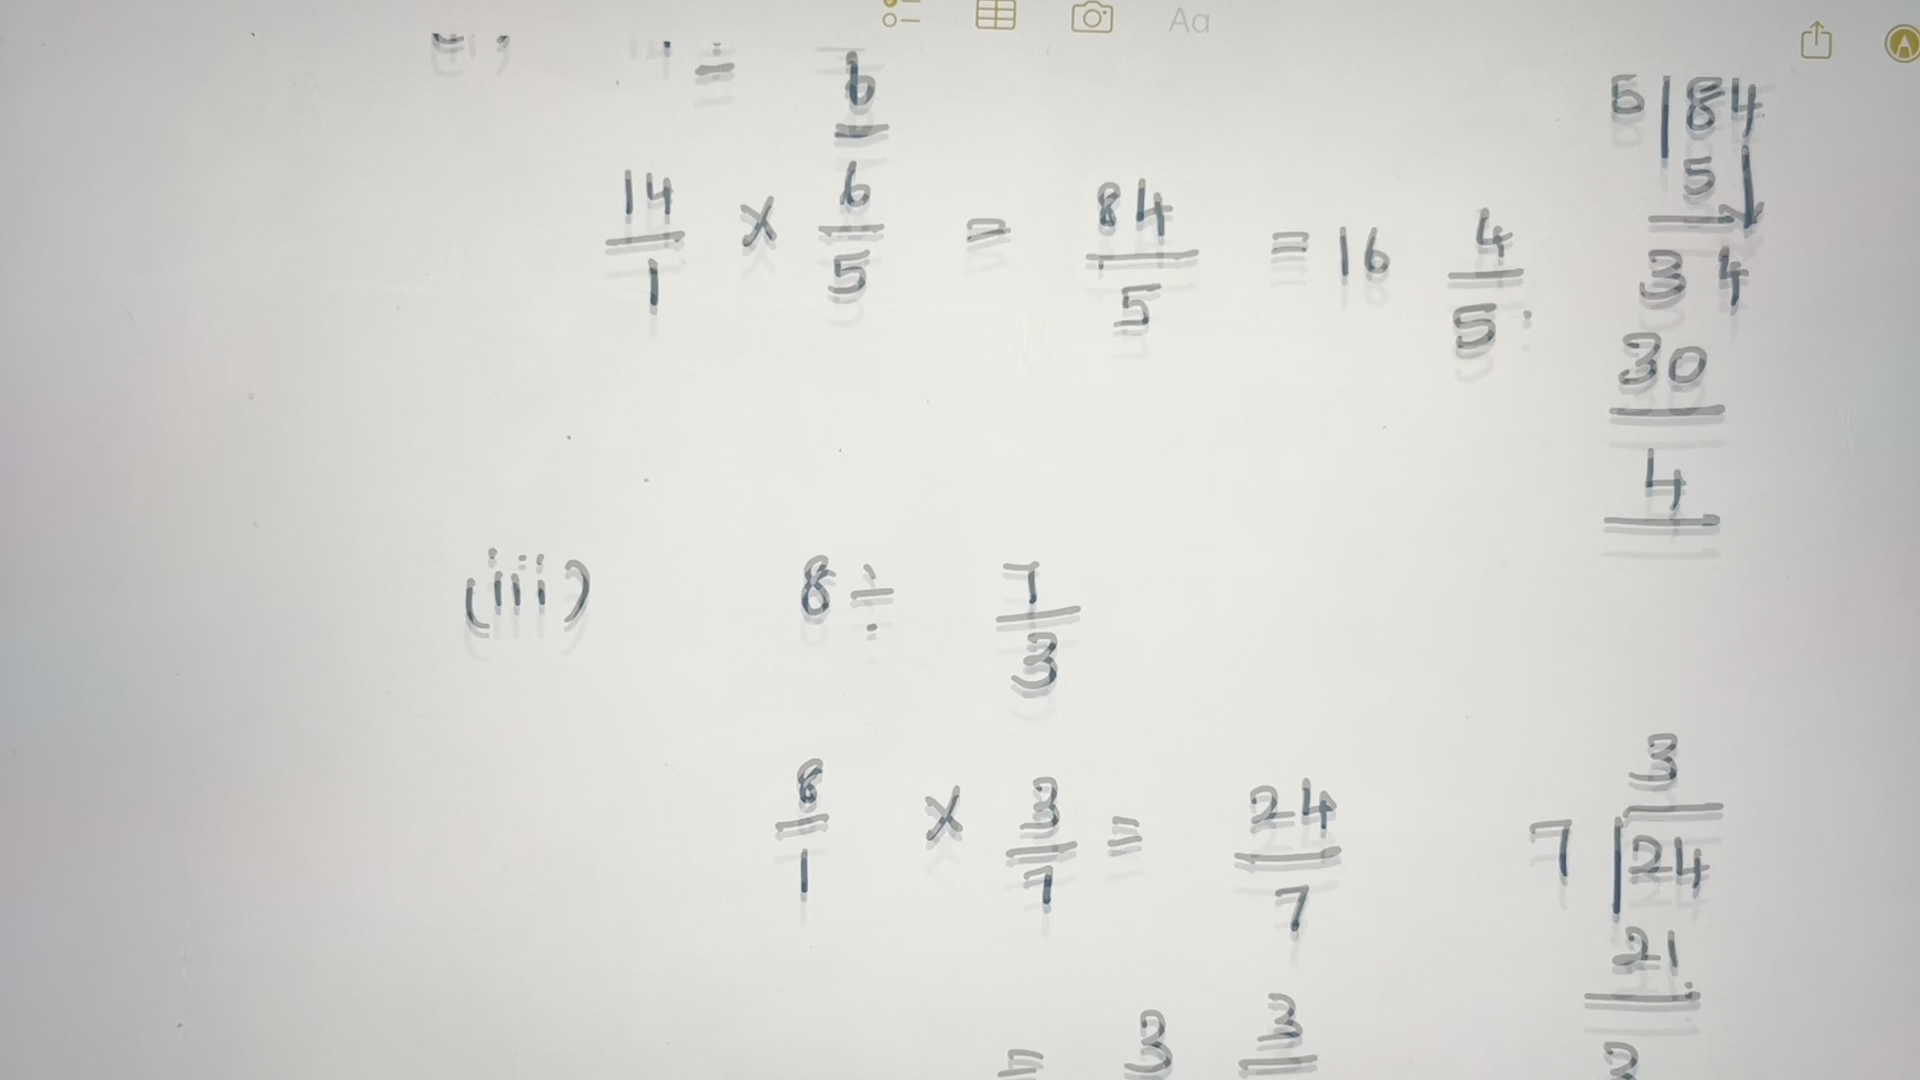 Aa
÷ 6
14/1 × 6/5 = 84/5 = 16 4/5
5 | 84
5
34
30
4
(iii) 8 ÷ 7/3
8/1 × 3/7 = 24/7
= 3 3
3
7 | 24
21
3